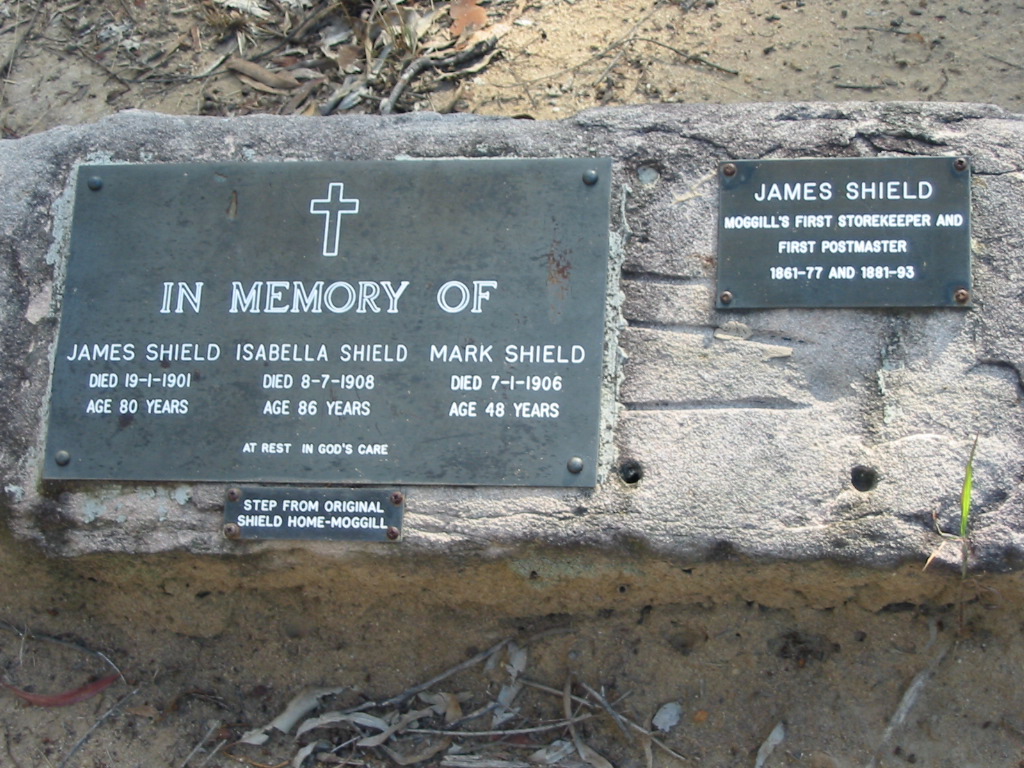 IN MEMORY OF
JAMES SHIELD ISABELLA SHIELD MARK SHIELD
DIED 19-1-1901 DIED 8-7-1908 DIED 7-1-1906
AGE 80 YEARS AGE 86 YEARS AGE 48 YEARS
AT REST IN GOD'S CARE
STEP FROM ORIGINAL
SHIELD HOME-MOGGILL
JAMES SHIELD
MOGGILL'S FIRST STOREKEEPER AND
FIRST POSTMASTER
1861-77 AND 1881-93